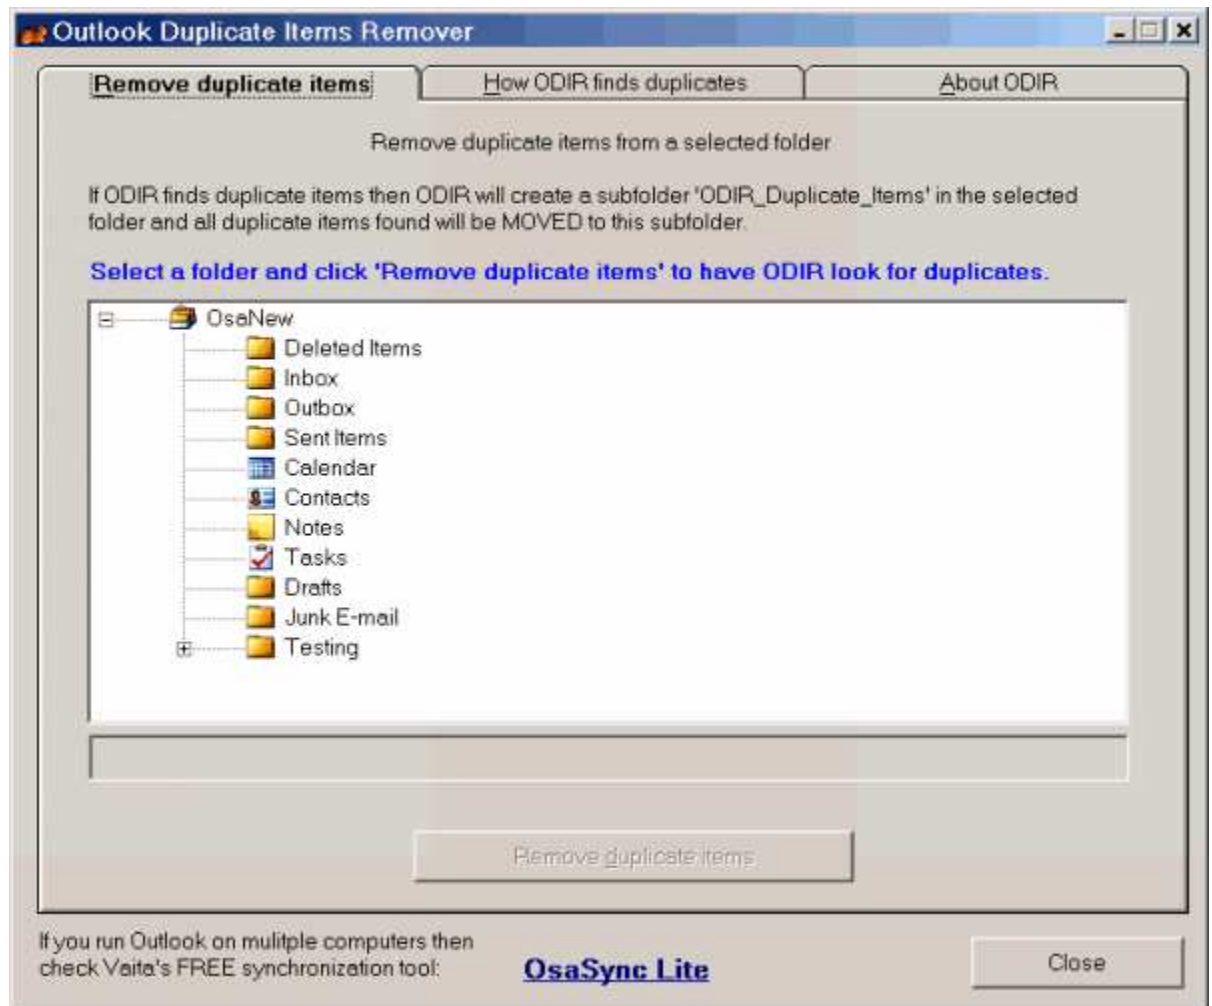 Outlook Duplicate Items Remover
Remove duplicate items
How ODIR finds duplicates
About ODIR
Remove duplicate items from a selected folder
If ODIR finds duplicate items then ODIR will create a subfolder 'ODIR_Duplicate_Items' in the selected
folder and all duplicate items found will be MOVED to this subfolder.
Select a folder and click 'Remove duplicate items' to have ODIR look for duplicates.
OsaNew
Deleted Items
Inbox
Outbox
Sent Items
Calendar
Contacts
Notes
Tasks
Drafts
Junk E-mail
Testing
Remove duplicate items
If you run Outlook on mulitple computers then
check Vaita's FREE synchronization tool:
OsaSync Lite
Close